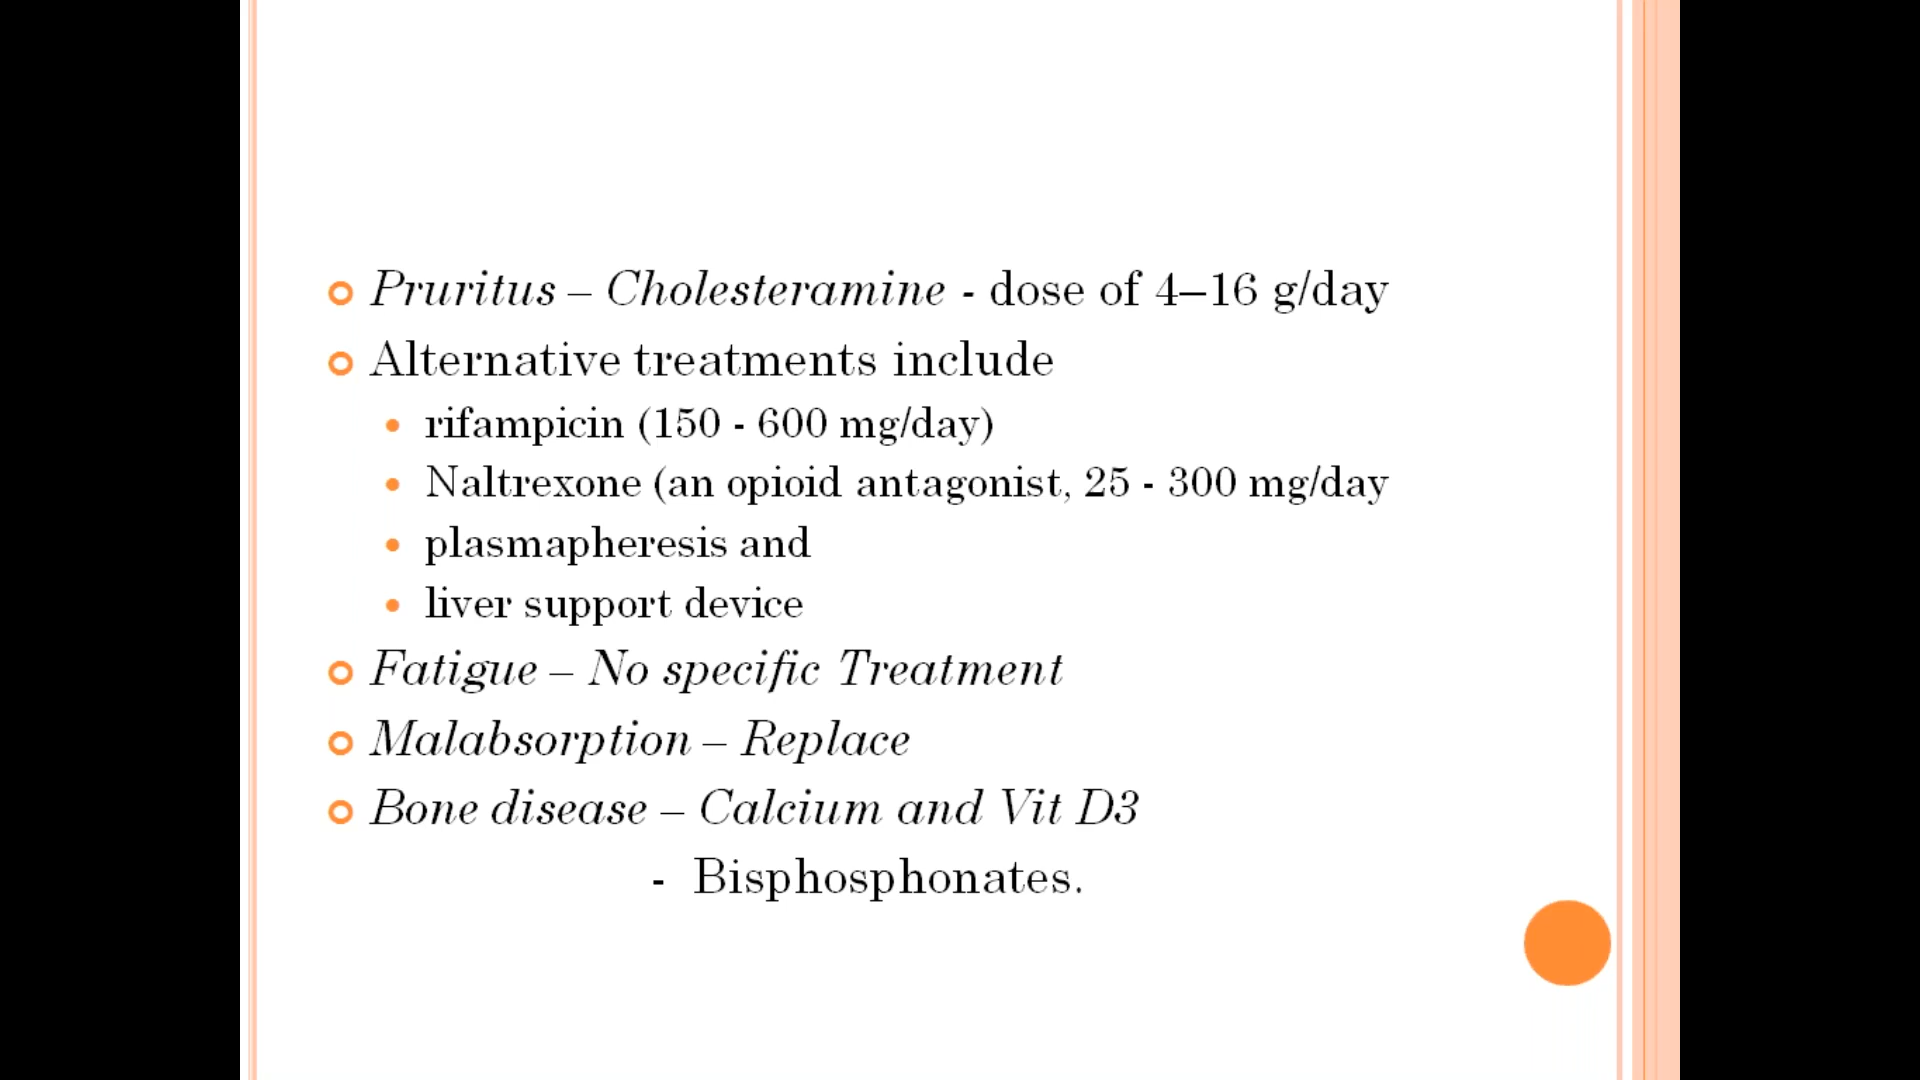 Pruritus – Cholesteramine - dose of 4–16 g/day
Alternative treatments include
rifampicin (150 - 600 mg/day)
Naltrexone (an opioid antagonist, 25 - 300 mg/day
plasmapheresis and
liver support device
Fatigue – No specific Treatment
Malabsorption – Replace
Bone disease – Calcium and Vit D3
- Bisphosphonates.